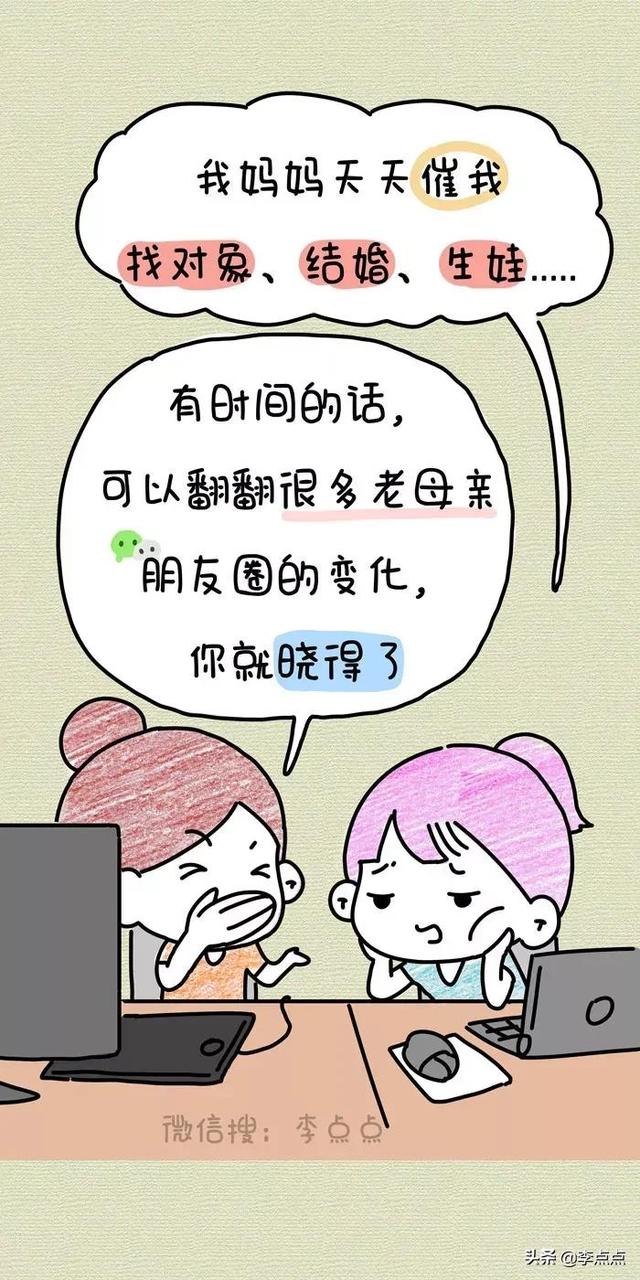 我妈妈天天催我
找对象、结婚、生娃.....
有时间的话，
可以翻翻很多老母亲
朋友圈的变化，
你就晓得了
微信搜：李点点
头条 @李点点